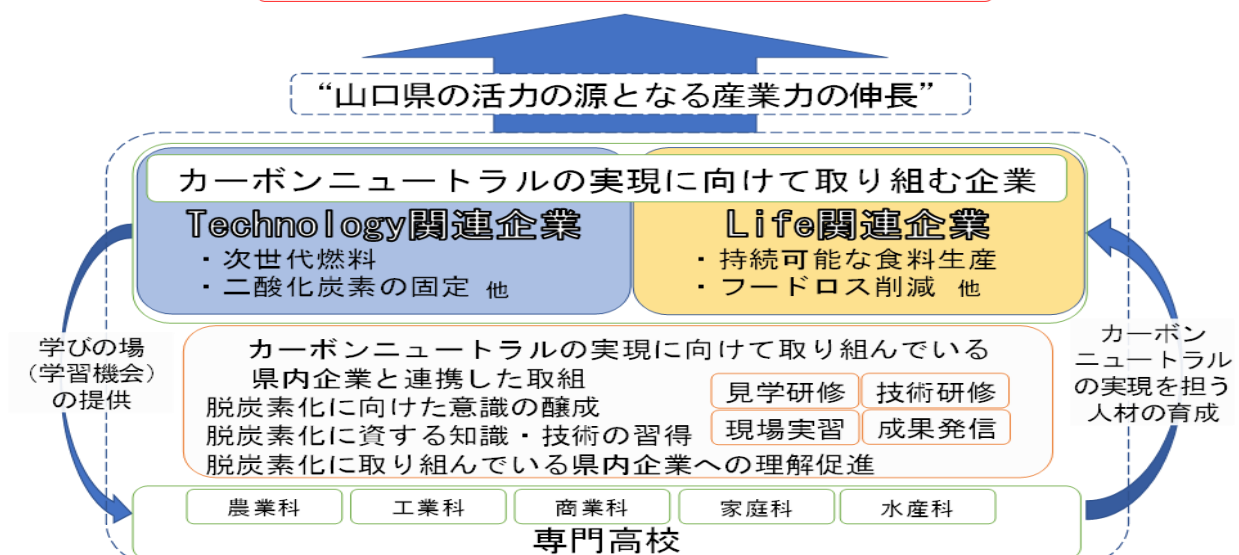 “山口県の活力の源となる産業力の伸長”
カーボンニュートラルの実現に向けて取り組む企業
Technology関連企業
・次世代燃料
・二酸化炭素の固定 他
Life関連企業
・持続可能な食料生産
・フードロス削減 他
学びの場
（学習機会）
の提供
カーボンニュートラルの実現に向けて取り組んでいる
県内企業と連携した取組
脱炭素化に向けた意識の醸成
脱炭素化に資する知識・技術の習得
脱炭素化に取り組んでいる県内企業への理解促進
見学研修
技術研修
現場実習
成果発信
カーボン
ニュートラル
の実現を担う
人材の育成
農業科
工業科
商業科
家庭科
水産科
専門高校